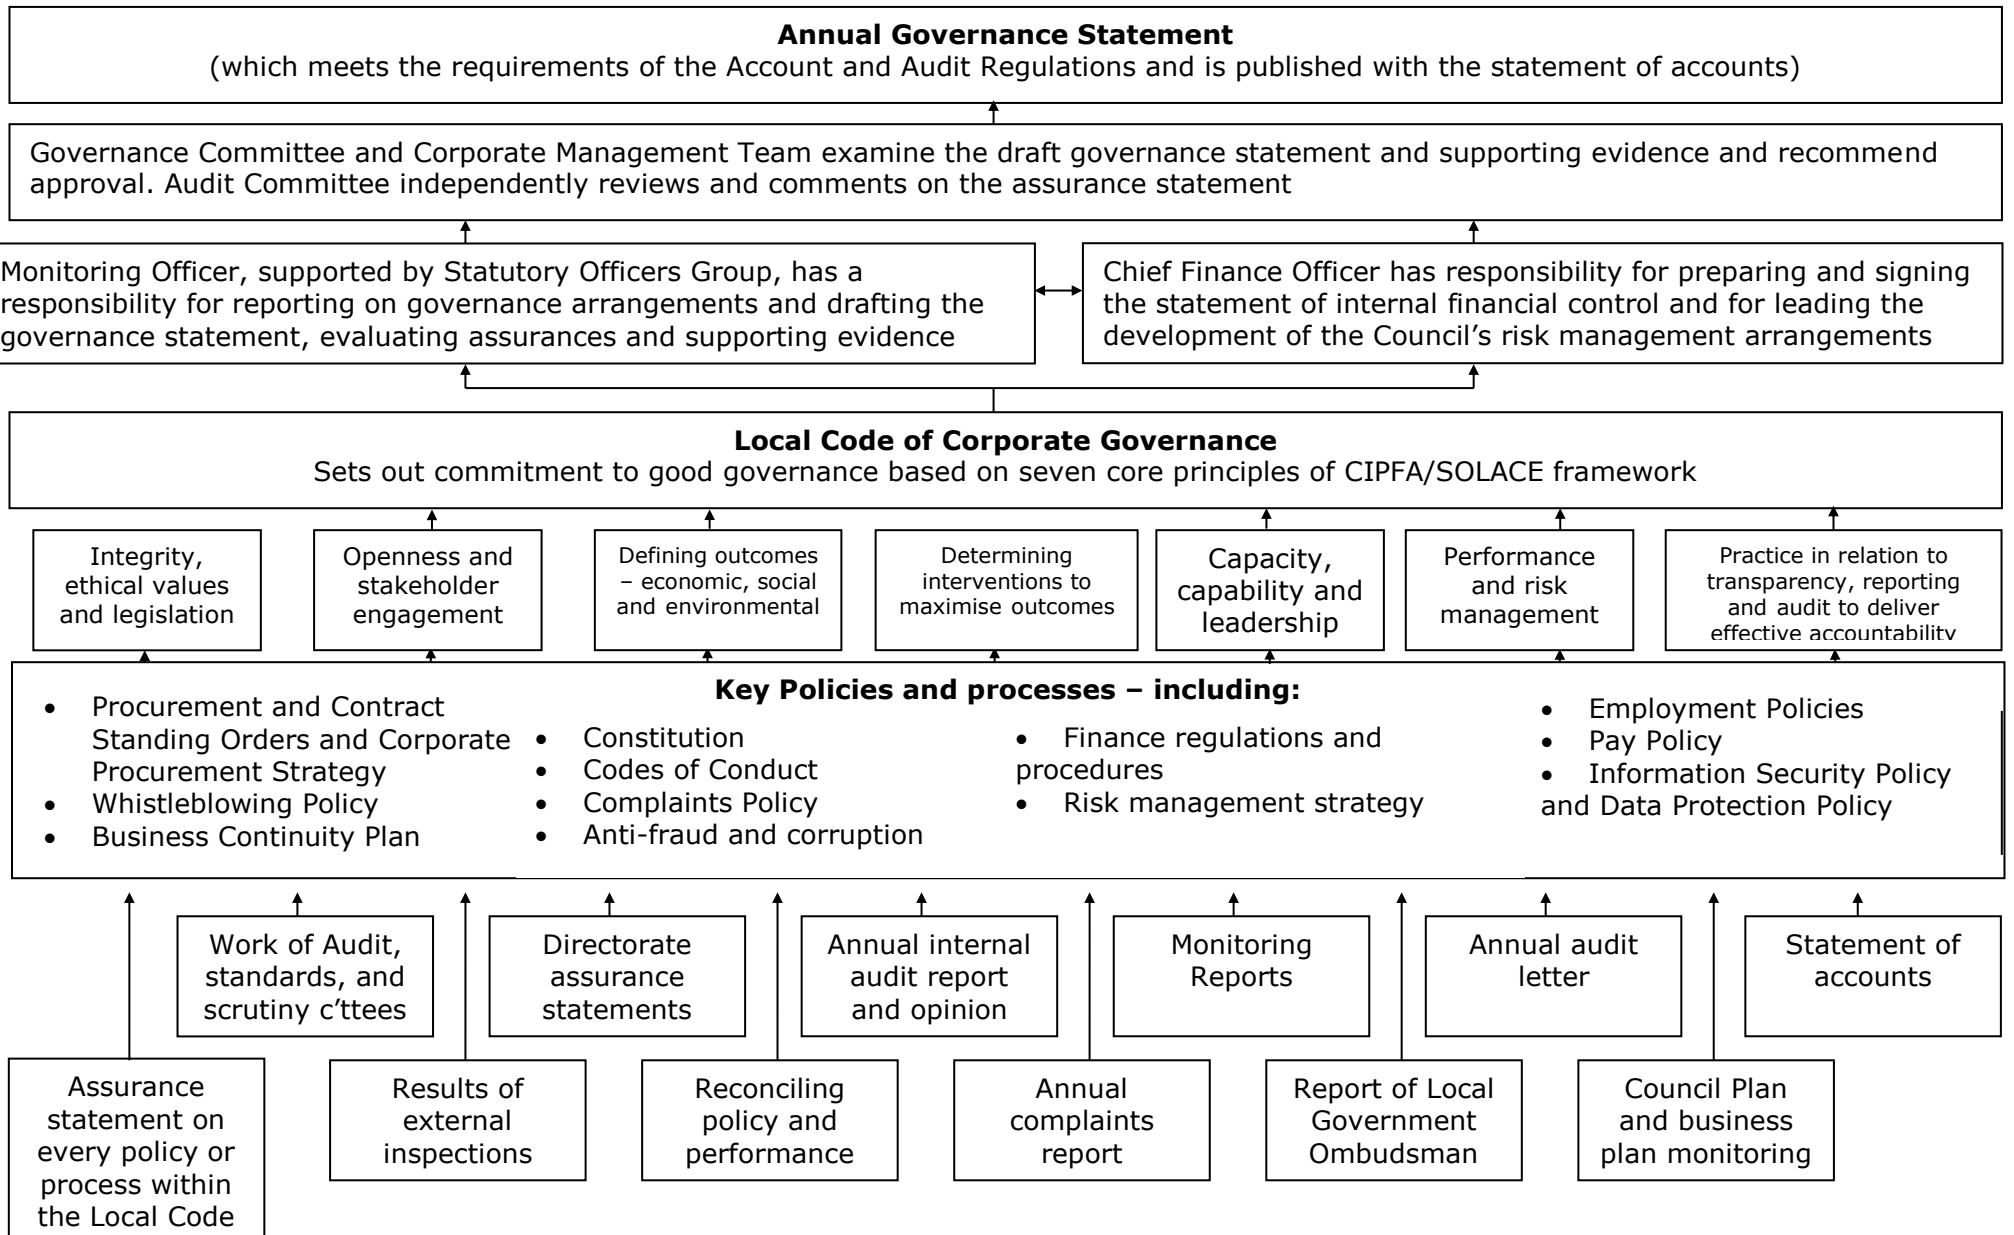 Annual Governance Statement
(which meets the requirements of the Account and Audit Regulations and is published with the statement of accounts)
Governance Committee and Corporate Management Team examine the draft governance statement and supporting evidence and recommend
approval. Audit Committee independently reviews and comments on the assurance statement
Monitoring Officer, supported by Statutory Officers Group, has a
responsibility for reporting on governance arrangements and drafting the
governance statement, evaluating assurances and supporting evidence
Chief Finance Officer has responsibility for preparing and signing
the statement of internal financial control and for leading the
development of the Council's risk management arrangements
Local Code of Corporate Governance
Sets out commitment to good governance based on seven core principles of CIPFA/SOLACE framework
Integrity,
ethical values
and legislation
Openness and
stakeholder
engagement
Defining outcomes
– economic, social
and environmental
Determining
interventions to
maximise outcomes
Capacity,
capability and
leadership
Performance
and risk
management
Practice in relation to
transparency, reporting
and audit to deliver
effective accountability
Key Policies and processes – including:
• Procurement and Contract
Standing Orders and Corporate
Procurement Strategy
• Whistleblowing Policy
• Business Continuity Plan
• Constitution
• Codes of Conduct
• Complaints Policy
• Anti-fraud and corruption
• Finance regulations and
procedures
• Risk management strategy
• Employment Policies
• Pay Policy
• Information Security Policy
and Data Protection Policy
Work of Audit,
standards, and
scrutiny c'ttees
Directorate
assurance
statements
Annual internal
audit report
and opinion
Monitoring
Reports
Annual audit
letter
Statement of
accounts
Assurance
statement on
every policy or
process within
the Local Code
Results of
external
inspections
Reconciling
policy and
performance
Annual
complaints
report
Report of Local
Government
Ombudsman
Council Plan
and business
plan monitoring